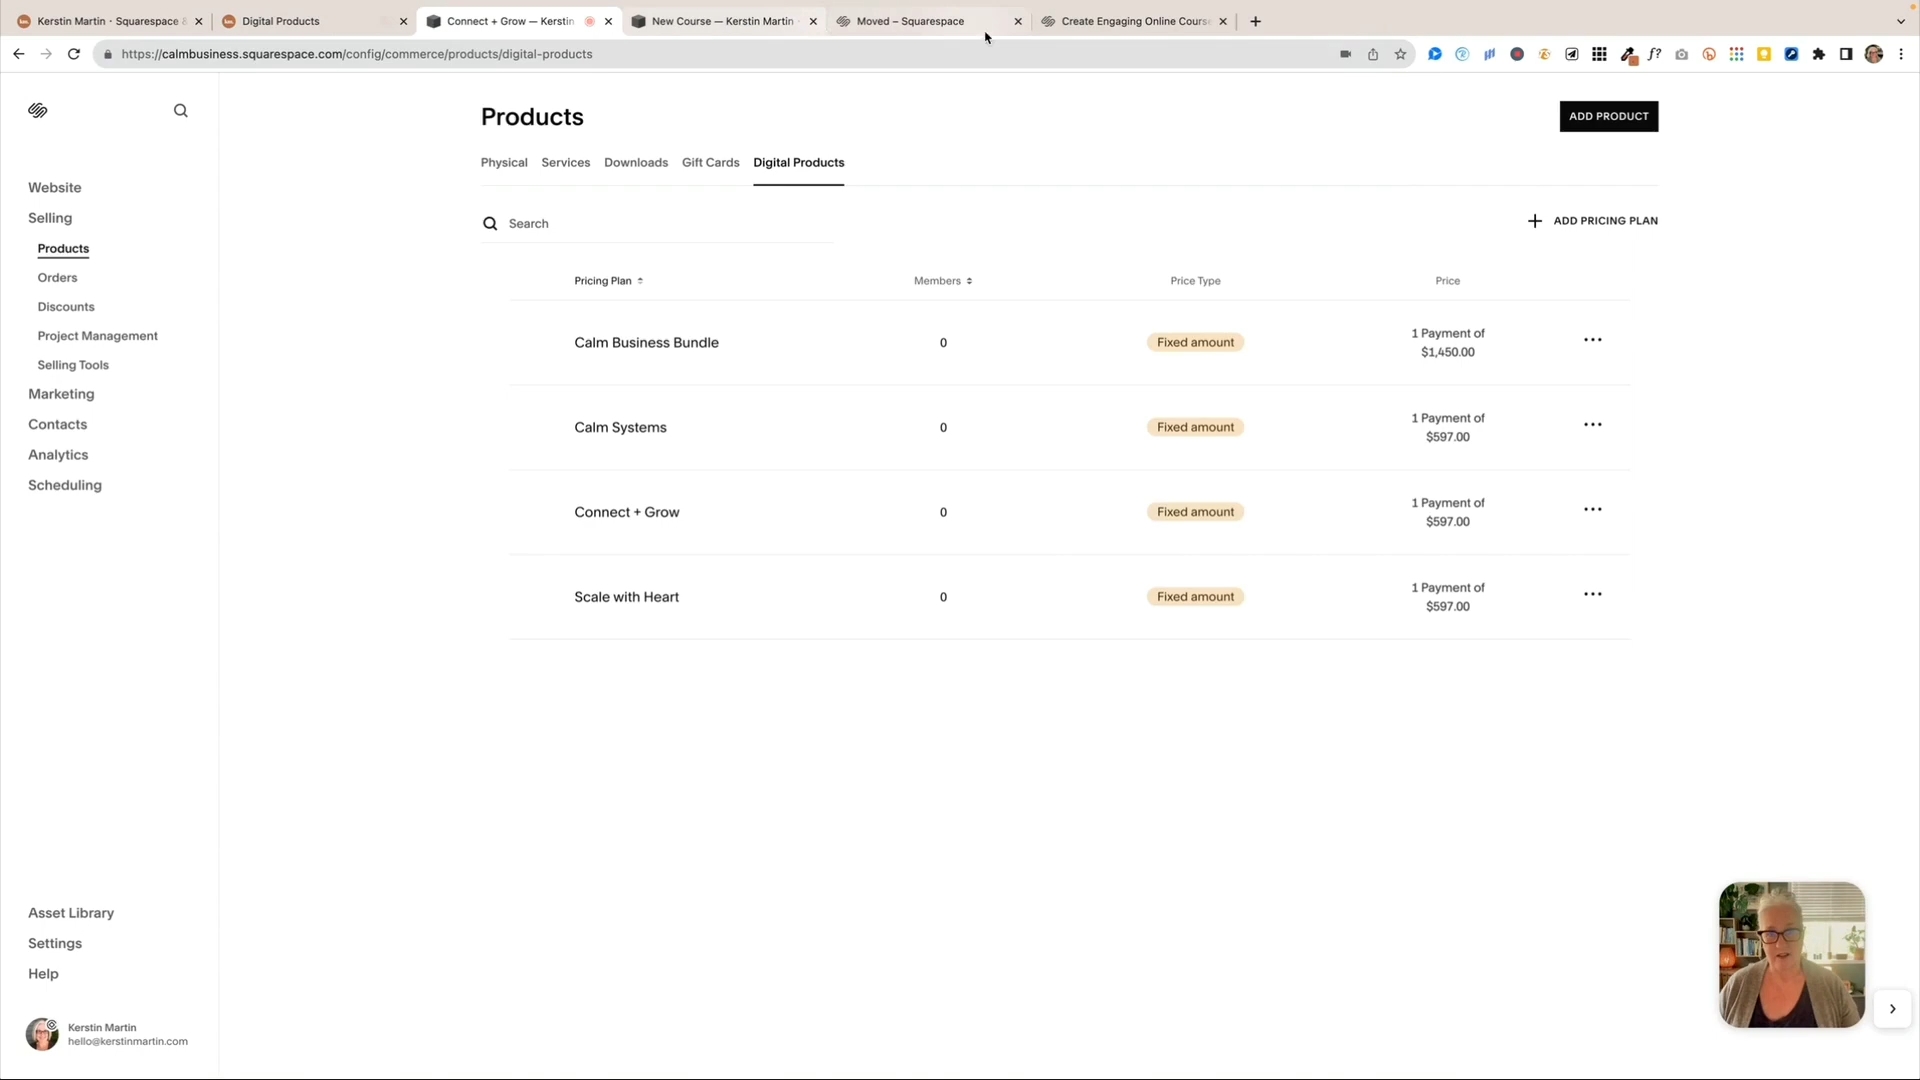 Kerstin Martin · Squarespace &
Digital Products
Connect + Grow — Kerstin
New Course — Kerstin Martin
Moved – Squarespace
Create Engaging Online Course
https://calmbusiness.squarespace.com/config/commerce/products/digital-products
f?
Website
Selling
Products
Orders
Discounts
Project Management
Selling Tools
Marketing
Contacts
Analytics
Scheduling
Asset Library
Settings
Help
Kerstin Martin
hello@kerstinmartin.com
Products
ADD PRODUCT
Physical Services Downloads Gift Cards Digital Products
Search
ADD PRICING PLAN
Pricing Plan Members Price Type Price
Calm Business Bundle 0 Fixed amount 1 Payment of
$1,450.00
Calm Systems 0 Fixed amount 1 Payment of
$597.00
Connect + Grow 0 Fixed amount 1 Payment of
$597.00
Scale with Heart 0 Fixed amount 1 Payment of
$597.00